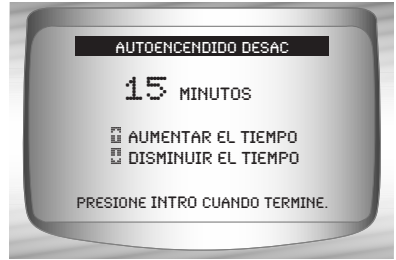 AUTOENCENDIDO DESAC
15 MINUTOS
AUMENTAR EL TIEMPO
DISMINUIR EL TIEMPO
PRESIONE INTRO CUANDO TERMINE.